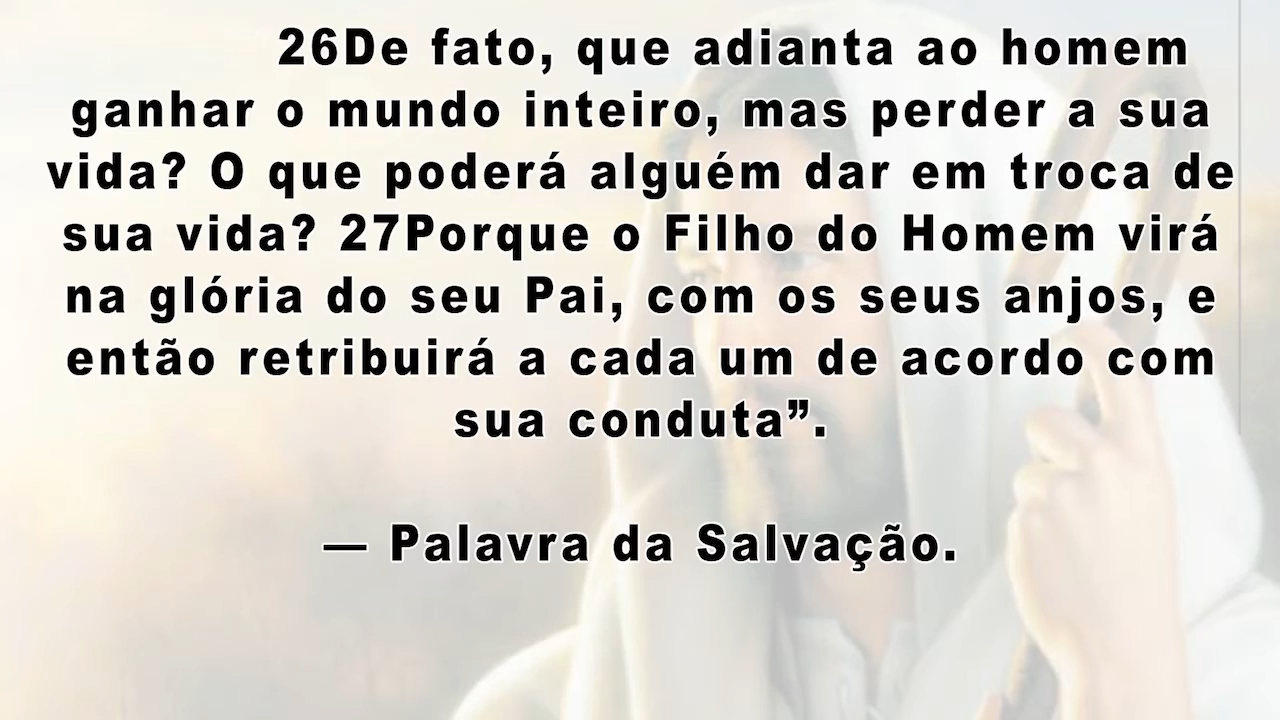 26De fato, que adianta ao homem
ganhar o mundo inteiro, mas perder a sua
vida? O que poderá alguém dar em troca de
sua vida? 27Porque o Filho do Homem virá
na glória do seu Pai, com os seus anjos, e
então retribuirá a cada um de acordo com
sua conduta”.
— Palavra da Salvação.